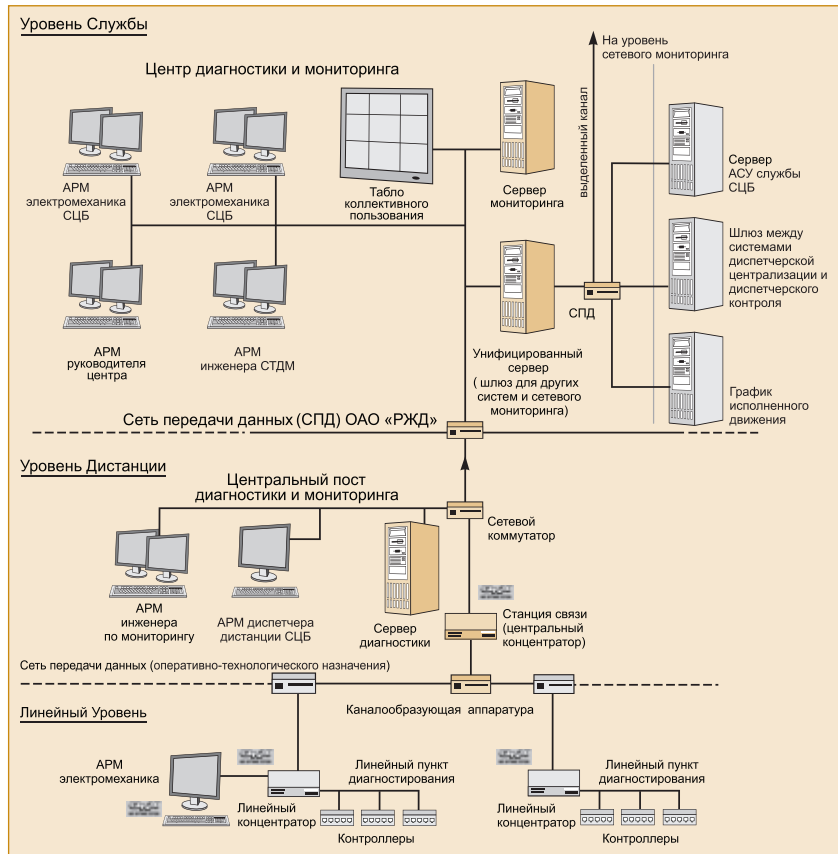 Уровень Службы
На уровень
сетевого мониторинга
Центр диагностики и мониторинга
выделенный канал
АРМ
электромеханика
СЦБ
АРМ
электромеханика
СЦБ
Табло
коллективного
пользования
Сервер
мониторинга
Сервер
АСУ службы
СЦБ
Шлюз между
системами
диспетчерской
централизации и
диспетчерского
контроля
СПД
АРМ
руководителя
центра
АРМ
инженера СТДМ
Унифицированный
сервер
( шлюз для других
систем и сетевого
мониторинга)
График
исполненного
движения
Сеть передачи данных (СПД) ОАО «РЖД»
Уровень Дистанции
Центральный пост
диагностики и мониторинга
Сетевой
коммутатор
АРМ
инженера
по мониторингу
АРМ диспетчера
дистанции СЦБ
Сервер
диагностики
Станция связи
(центральный
концентратор)
Сеть передачи данных (оперативно-технологического назначения)
Каналообразующая аппаратура
Линейный Уровень
АРМ
электромеханика
Линейный пункт
диагностирования
Линейный
концентратор
Контроллеры
Линейный пункт
диагностирования
Линейный
концентратор
Контроллеры